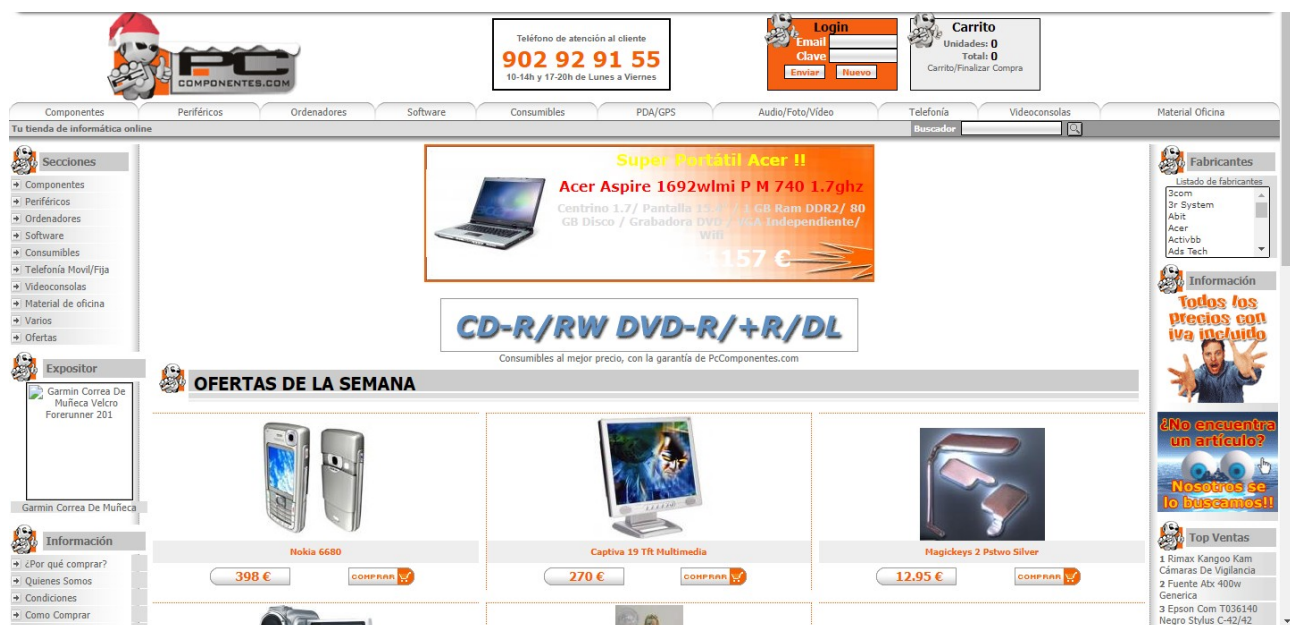 PC
COMPONENTES.COM
Teléfono de atención al cliente
902 92 91 55
10-14h y 17-20h de Lunes a Viernes
Login
Email
Clave
Enviar Nuevo
Carrito
Unidades: 0
Total: 0
Carrito/Finalizar Compra
Componentes Periféricos Ordenadores Software Consumibles PDA/GPS Audio/Foto/Vídeo Telefonía Videoconsolas Material Oficina
Tu tienda de informática online
Buscador
Secciones
Componentes
Periféricos
Ordenadores
Software
Consumibles
Telefonía Movil/Fija
Videoconsolas
Material de oficina
Varios
Ofertas
Expositor
Garmin Correa De
Muñeca Velcro
Forerunner 201
Garmin Correa De Muñeca
Información
¿Por qué comprar?
Quienes Somos
Condiciones
Como Comprar
Super Portátil Acer !!
Acer Aspire 1692wlmi P M 740 1.7ghz
Centrino 1.7/ Pantalla 1 GB Ram DDR2/ 80
GB Disco / Grabadora DVD / VGA Independiente/
Wifi
1157 €
CD-R/RW DVD-R/+R/DL
Consumibles al mejor precio, con la garantía de PcComponentes.com
OFERTAS DE LA SEMANA
Nokia 6680
398 € COMPRAR
Captiva 19 Tft Multimedia
270 € COMPRAR
Magickeys 2 Pstwo Silver
12.95 € COMPRAR
Fabricantes
Listado de fabricantes
3com
3r System
Abit
Acer
Activbb
Ads Tech
Información
Todos los
precios con
iva incluido
¿No encuentra
un artículo?
Nosotros se
lo buscamos!!
Top Ventas
1 Rimax Kangoo Kam
Cámaras De Vigilancia
2 Fuente Atx 400w
Generica
3 Epson Com T036140
Negro Stylus C-42/42